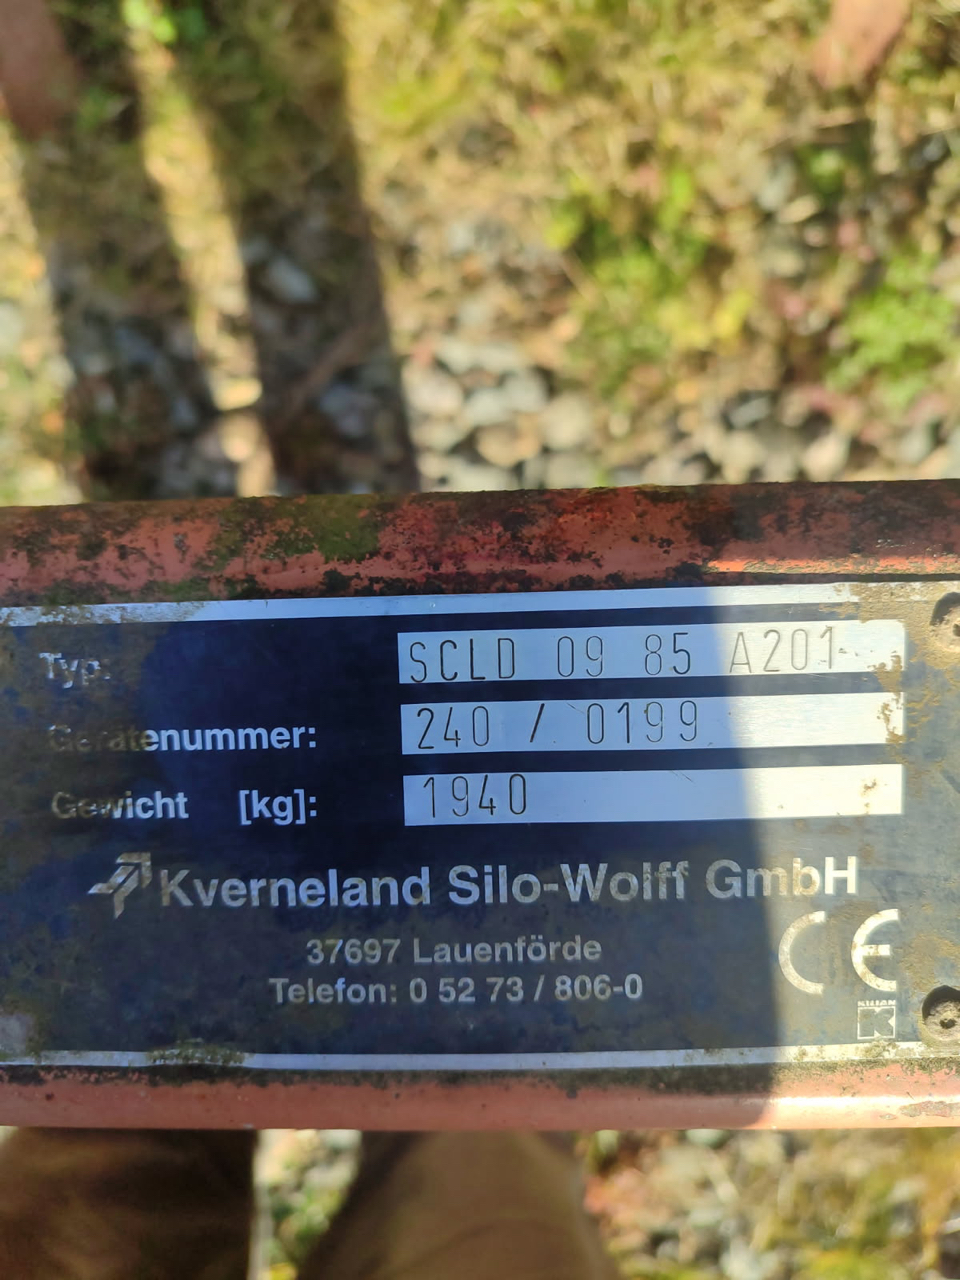 Typ:
SCLD 09 85 A201
Gerätenummer:
240 / 0199
Gewicht [kg]:
1940
Kverneland Silo-Wolff GmbH
37697 Lauenförde
Telefon: 0 52 73 / 806-0
CE
K